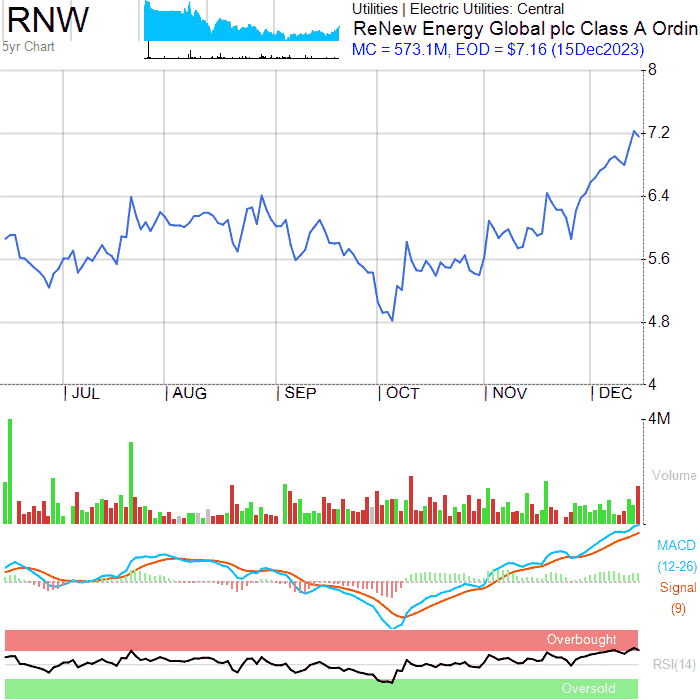 RNW
5yr Chart
Utilities | Electric Utilities: Central
ReNew Energy Global plc Class A Ordin
MC = 573.1M, EOD = $7.16 (15Dec2023)
8
7.2
6.4
5.6
4.8
4
JUL AUG SEP OCT NOV DEC
4M
Volume
MACD
(12-26)
Signal
(9)
Overbought
RSI(14)
Oversold